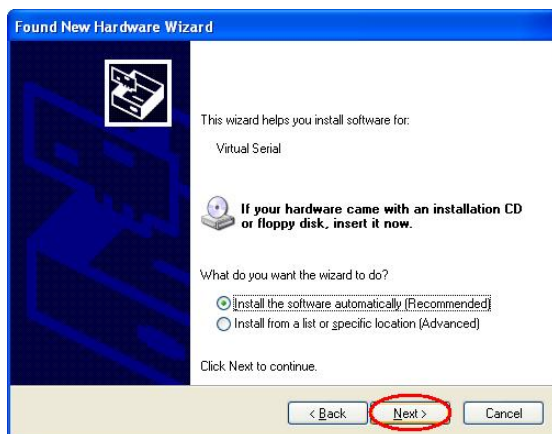 Found New Hardware Wizard
This wizard helps you install software for:
Virtual Serial
If your hardware came with an installation CD
or floppy disk, insert it now.
What do you want the wizard to do?
Install the software automatically (Recommended)
Install from a list or specific location (Advanced)
Click Next to continue.
< Back Next > Cancel